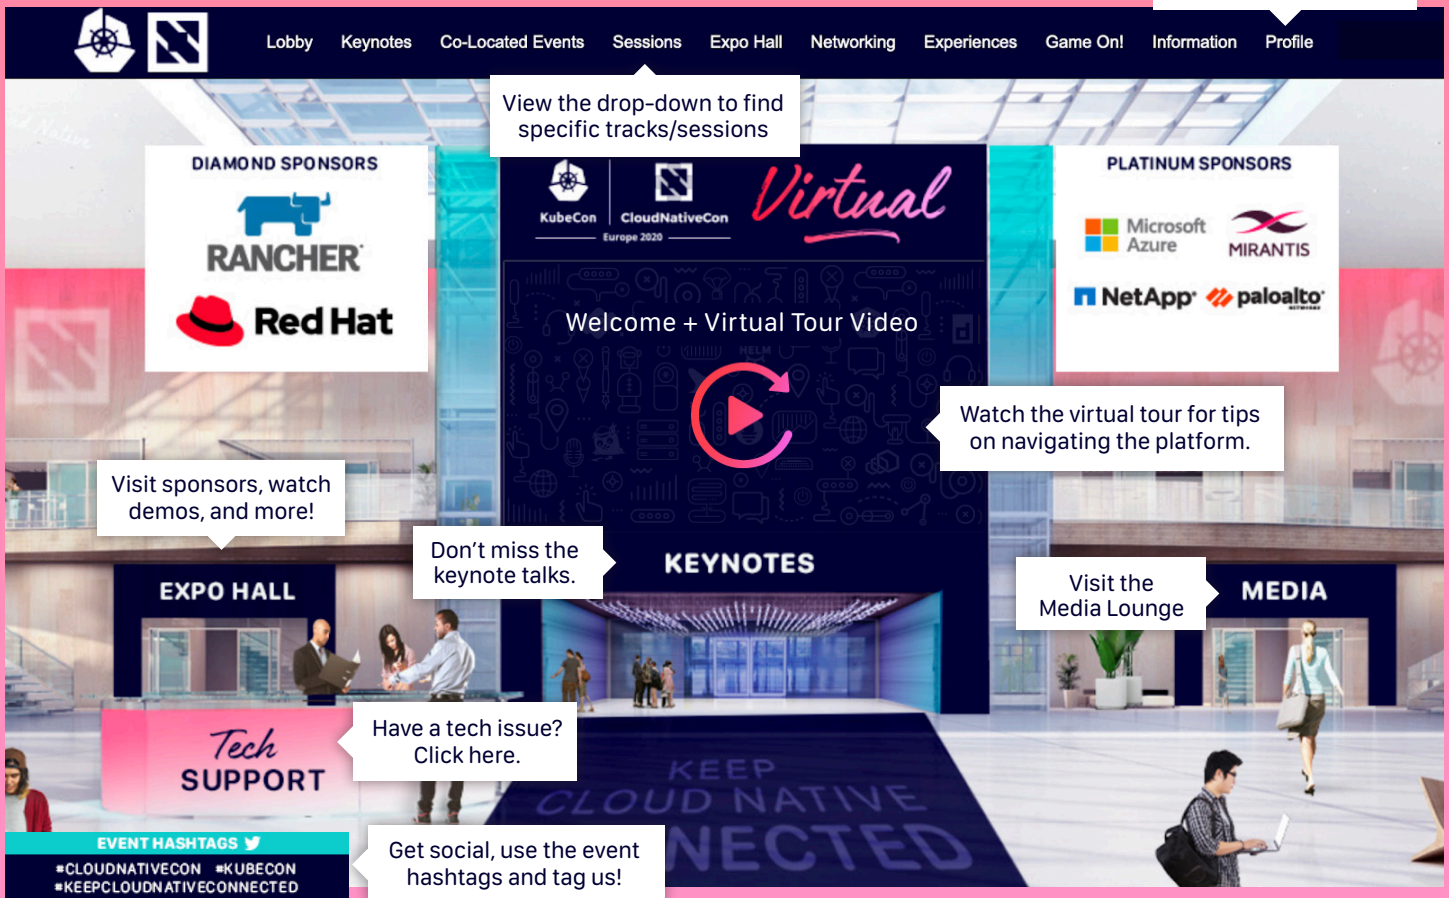 Lobby Keynotes Co-Located Events Sessions Expo Hall Networking Experiences Game On! Information Profile
View the drop-down to find
specific tracks/sessions
DIAMOND SPONSORS
RANCHER
Red Hat
KubeCon CloudNativeCon
Europe 2020
Virtual
PLATINUM SPONSORS
Microsoft
Azure
MIRANTIS
NetApp
paloalto
NETWORKS
Welcome + Virtual Tour Video
HELM
Watch the virtual tour for tips
on navigating the platform.
Visit sponsors, watch
demos, and more!
EXPO HALL
Don't miss the
keynote talks.
KEYNOTES
Visit the
Media Lounge
MEDIA
Tech
SUPPORT
Have a tech issue?
Click here.
KEEP
CLOUD NATIVE
NECTED
EVENT HASHTAGS
#CLOUDNATIVECON #KUBECON
#KEEPCLOUDNATIVECONNECTED
Get social, use the event
hashtags and tag us!